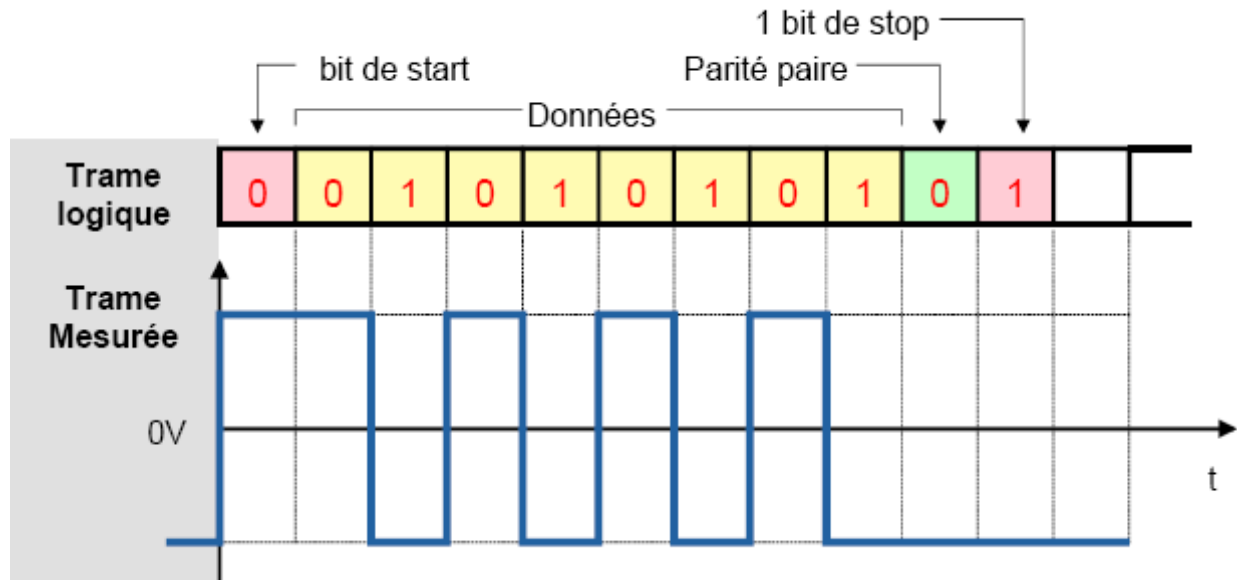 1 bit de stop
bit de start
Parité paire
Données
Trame
logique
0 0 1 0 1 0 1 0 1 0 1
Trame
Mesurée
0V
t